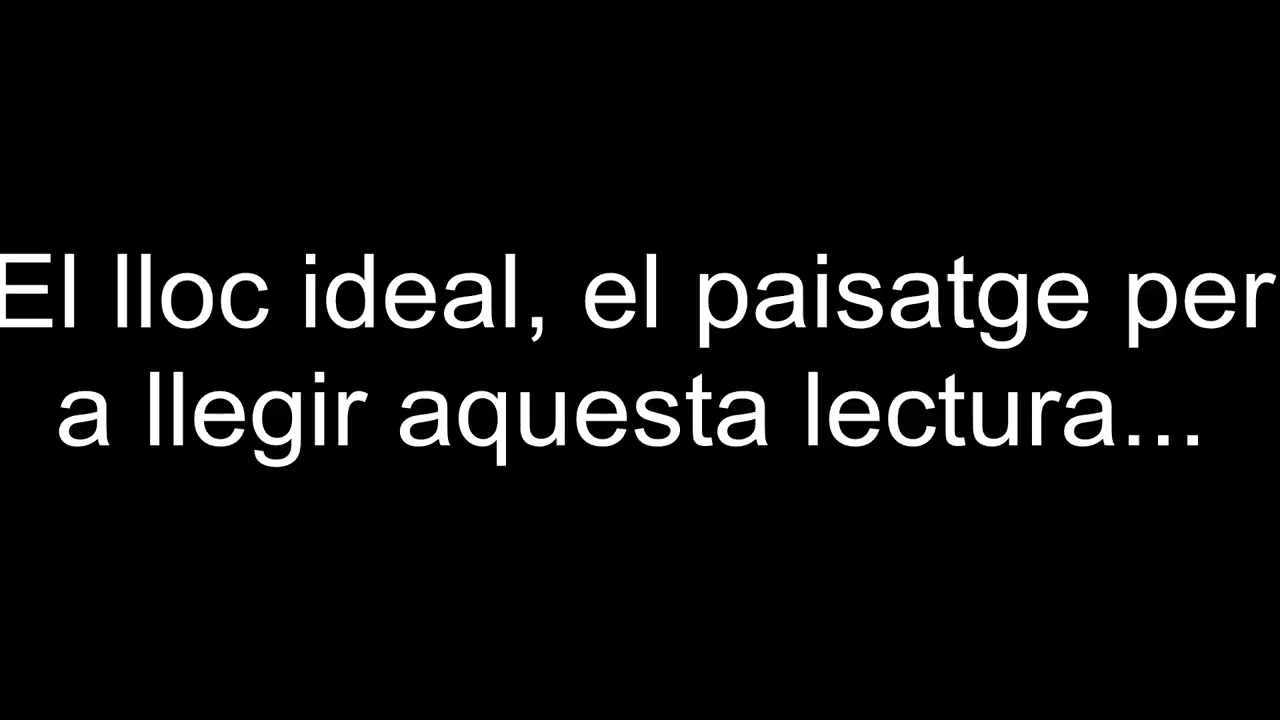 El lloc ideal, el paisatge per
a llegir aquesta lectura...